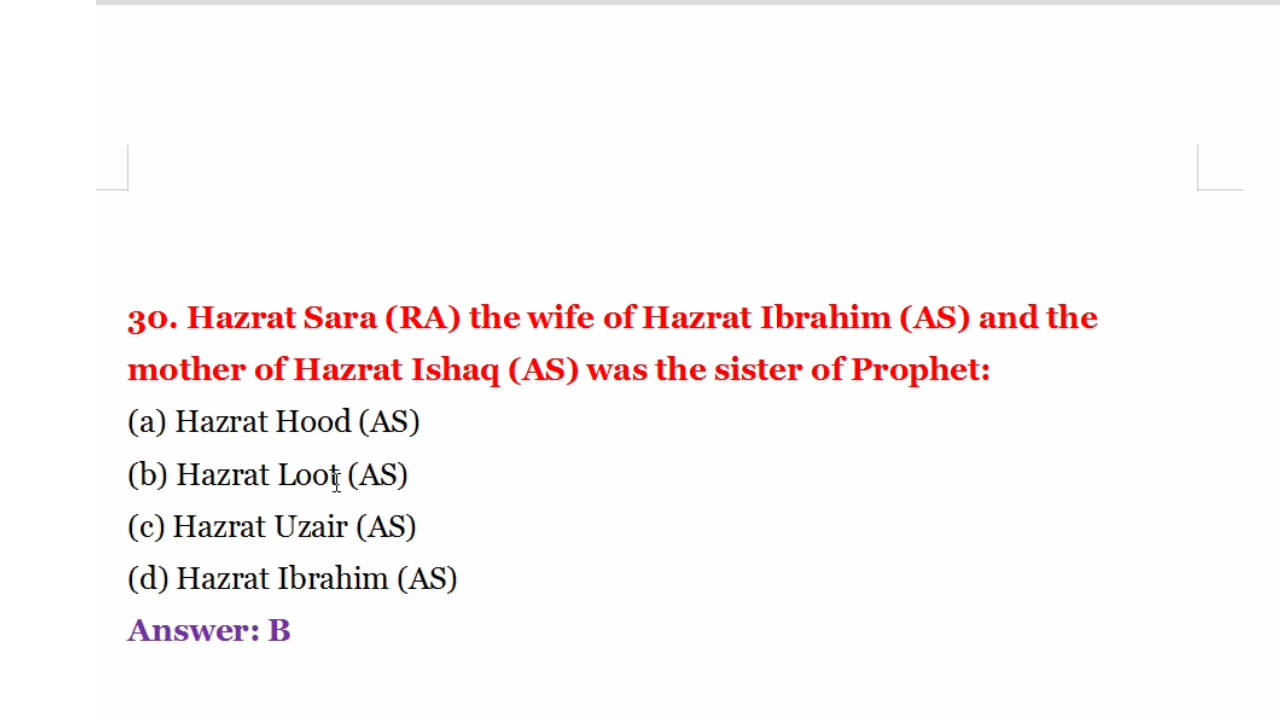 30. Hazrat Sara (RA) the wife of Hazrat Ibrahim (AS) and the
mother of Hazrat Ishaq (AS) was the sister of Prophet:
(a) Hazrat Hood (AS)
(b) Hazrat Loot (AS)
(c) Hazrat Uzair (AS)
(d) Hazrat Ibrahim (AS)
Answer: B